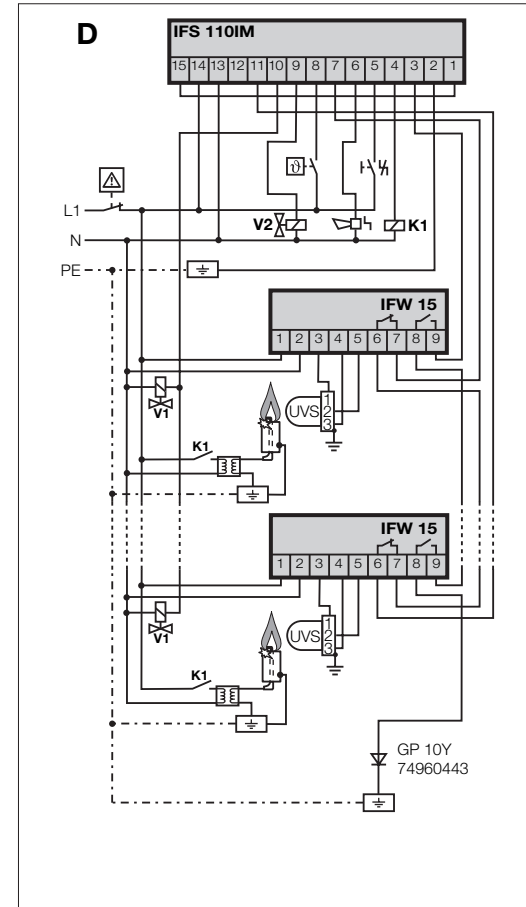 D
IFS 110IM
15 14 13 12 11 10 9 8 7 6 5 4 3 2 1
ϑ
L1
V2
K1
N
PE
IFW 15
1 2 3 4 5 6 7 8 9
V1
UVS
1
2
3
K1
IFW 15
1 2 3 4 5 6 7 8 9
V1
UVS
1
2
3
K1
GP 10Y
74960443